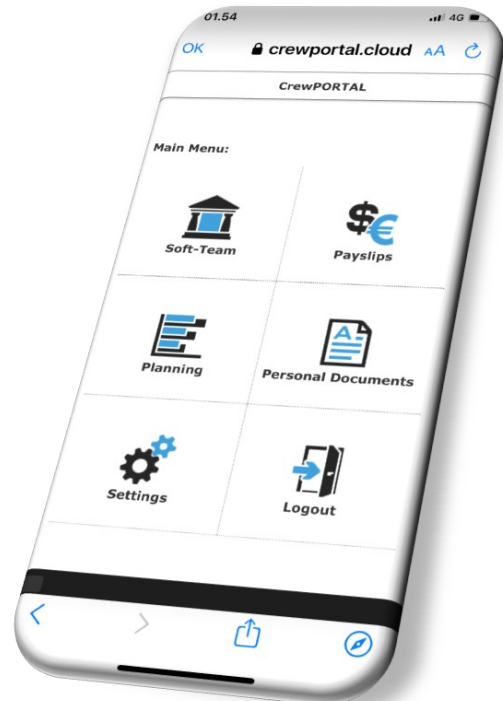 01.54 4G
OK crewportal.cloud AA
CrewPORTAL
Main Menu:
Soft-Team Payslips
Planning Personal Documents
Settings Logout